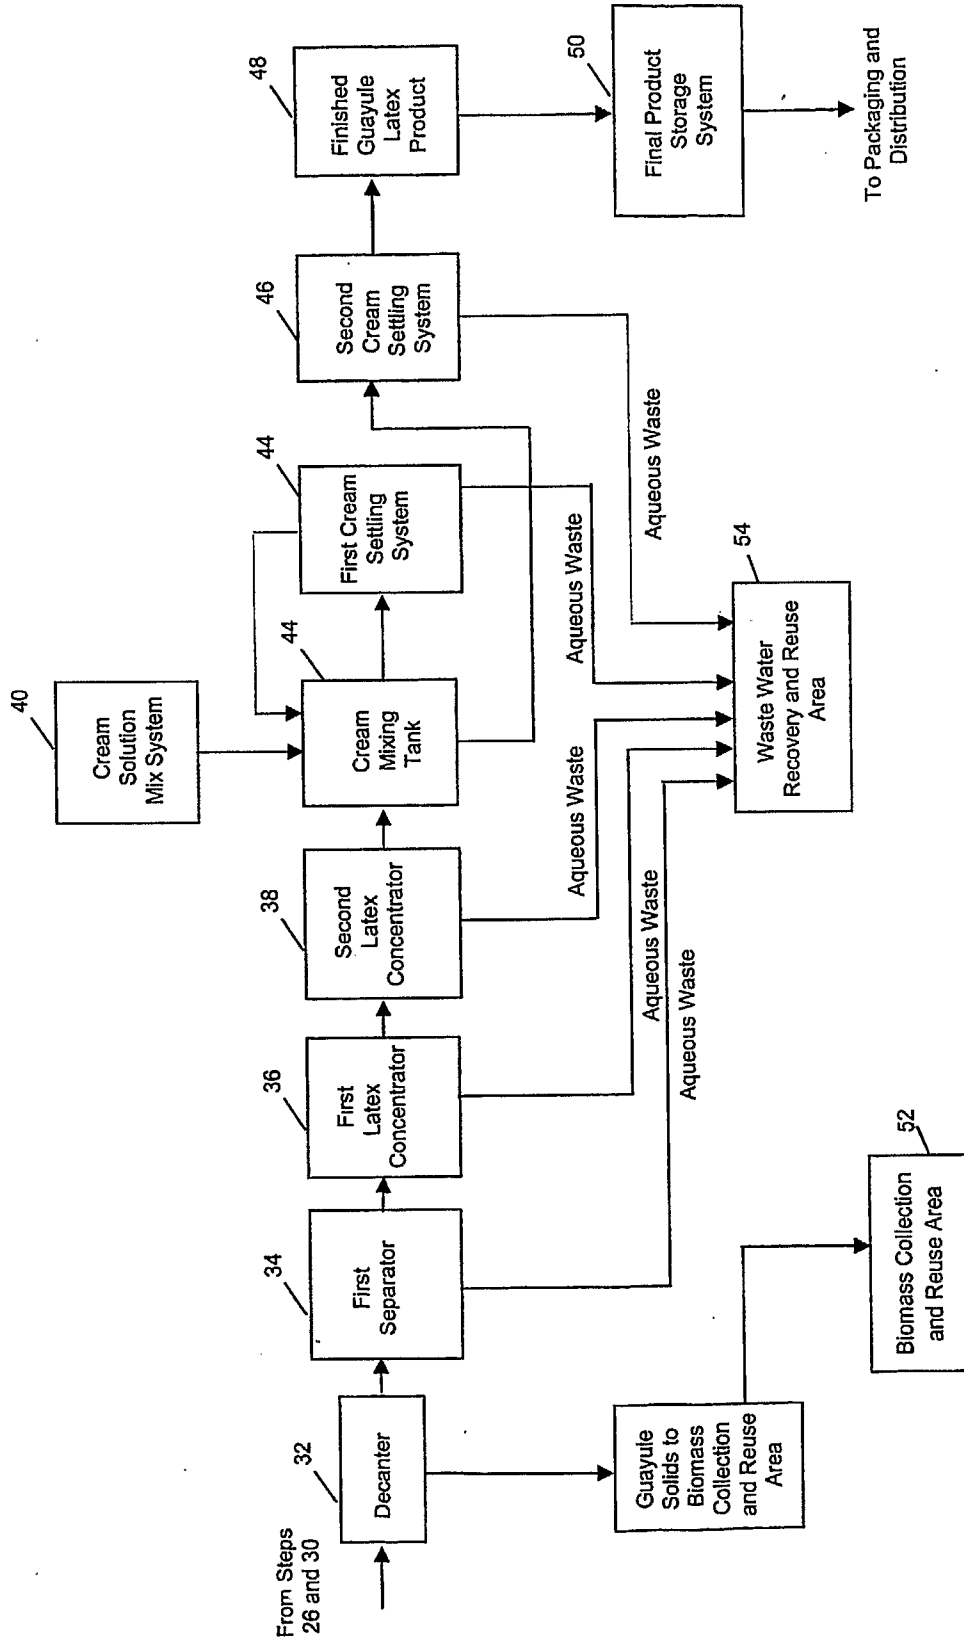 From Steps
26 and 30
32
Decanter
34
First
Separator
36
First
Latex
Concentrator
38
Second
Latex
Concentrator
40
Cream
Solution
Mix System
44
Cream
Mixing
Tank
44
First Cream
Settling
System
46
Second
Cream
Settling
System
48
Finished
Guayule
Latex
Product
50
Final Product
Storage
System
To Packaging and
Distribution
Aqueous Waste
Aqueous Waste
Aqueous Waste
Aqueous Waste
Aqueous Waste
54
Waste Water
Recovery and Reuse
Area
Guayule
Solids to
Biomass
Collection
and Reuse
Area
52
Biomass Collection
and Reuse Area